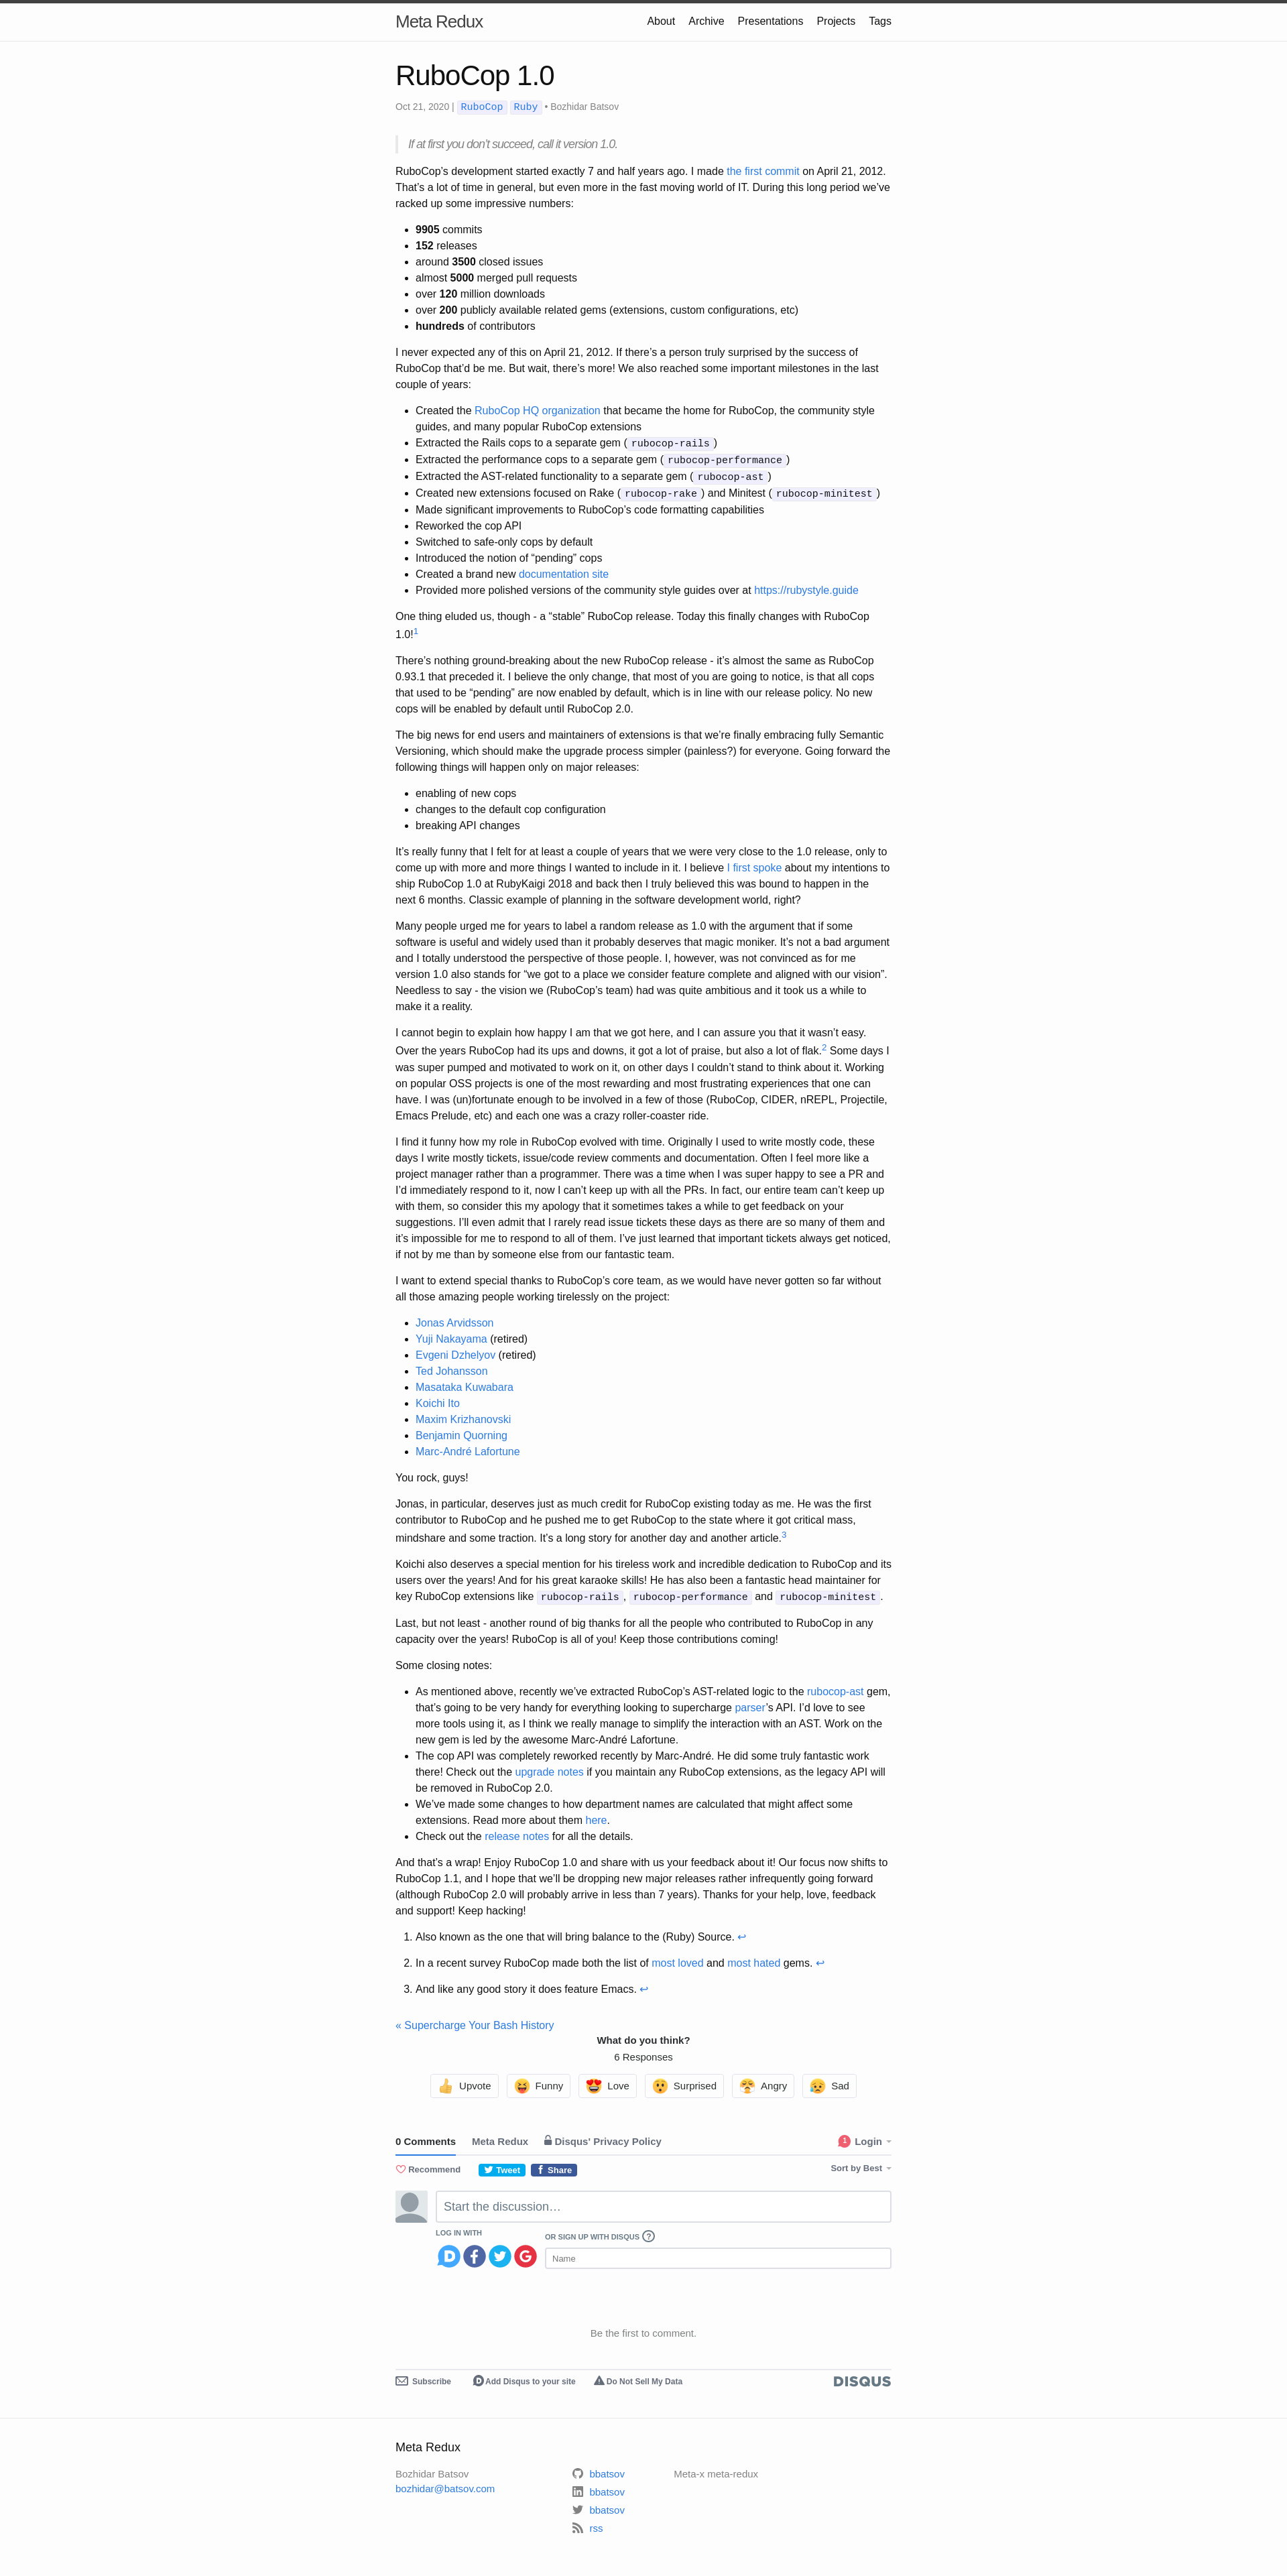 Meta Redux
About Archive Presentations Projects Tags
RuboCop 1.0
Oct 21, 2020 | RuboCop Ruby • Bozhidar Batsov
If at first you don’t succeed, call it version 1.0.
RuboCop’s development started exactly 7 and half years ago. I made the first commit on April 21, 2012.
That’s a lot of time in general, but even more in the fast moving world of IT. During this long period we’ve
racked up some impressive numbers:
• 9905 commits
• 152 releases
• around 3500 closed issues
• almost 5000 merged pull requests
• over 120 million downloads
• over 200 publicly available related gems (extensions, custom configurations, etc)
• hundreds of contributors
I never expected any of this on April 21, 2012. If there’s a person truly surprised by the success of
RuboCop that’d be me. But wait, there’s more! We also reached some important milestones in the last
couple of years:
• Created the RuboCop HQ organization that became the home for RuboCop, the community style
guides, and many popular RuboCop extensions
• Extracted the Rails cops to a separate gem ( rubocop-rails )
• Extracted the performance cops to a separate gem ( rubocop-performance )
• Extracted the AST-related functionality to a separate gem ( rubocop-ast )
• Created new extensions focused on Rake ( rubocop-rake ) and Minitest ( rubocop-minitest )
• Made significant improvements to RuboCop’s code formatting capabilities
• Reworked the cop API
• Switched to safe-only cops by default
• Introduced the notion of “pending” cops
• Created a brand new documentation site
• Provided more polished versions of the community style guides over at https://rubystyle.guide
One thing eluded us, though - a “stable” RuboCop release. Today this finally changes with RuboCop
1.0!1
There’s nothing ground-breaking about the new RuboCop release - it’s almost the same as RuboCop
0.93.1 that preceded it. I believe the only change, that most of you are going to notice, is that all cops
that used to be “pending” are now enabled by default, which is in line with our release policy. No new
cops will be enabled by default until RuboCop 2.0.
The big news for end users and maintainers of extensions is that we’re finally embracing fully Semantic
Versioning, which should make the upgrade process simpler (painless?) for everyone. Going forward the
following things will happen only on major releases:
• enabling of new cops
• changes to the default cop configuration
• breaking API changes
It’s really funny that I felt for at least a couple of years that we were very close to the 1.0 release, only to
come up with more and more things I wanted to include in it. I believe I first spoke about my intentions to
ship RuboCop 1.0 at RubyKaigi 2018 and back then I truly believed this was bound to happen in the
next 6 months. Classic example of planning in the software development world, right?
Many people urged me for years to label a random release as 1.0 with the argument that if some
software is useful and widely used than it probably deserves that magic moniker. It’s not a bad argument
and I totally understood the perspective of those people. I, however, was not convinced as for me
version 1.0 also stands for “we got to a place we consider feature complete and aligned with our vision”.
Needless to say - the vision we (RuboCop’s team) had was quite ambitious and it took us a while to
make it a reality.
I cannot begin to explain how happy I am that we got here, and I can assure you that it wasn’t easy.
Over the years RuboCop had its ups and downs, it got a lot of praise, but also a lot of flak.2 Some days I
was super pumped and motivated to work on it, on other days I couldn’t stand to think about it. Working
on popular OSS projects is one of the most rewarding and most frustrating experiences that one can
have. I was (un)fortunate enough to be involved in a few of those (RuboCop, CIDER, nREPL, Projectile,
Emacs Prelude, etc) and each one was a crazy roller-coaster ride.
I find it funny how my role in RuboCop evolved with time. Originally I used to write mostly code, these
days I write mostly tickets, issue/code review comments and documentation. Often I feel more like a
project manager rather than a programmer. There was a time when I was super happy to see a PR and
I’d immediately respond to it, now I can’t keep up with all the PRs. In fact, our entire team can’t keep up
with them, so consider this my apology that it sometimes takes a while to get feedback on your
suggestions. I’ll even admit that I rarely read issue tickets these days as there are so many of them and
it’s impossible for me to respond to all of them. I’ve just learned that important tickets always get noticed,
if not by me than by someone else from our fantastic team.
I want to extend special thanks to RuboCop’s core team, as we would have never gotten so far without
all those amazing people working tirelessly on the project:
• Jonas Arvidsson
• Yuji Nakayama (retired)
• Evgeni Dzhelyov (retired)
• Ted Johansson
• Masataka Kuwabara
• Koichi Ito
• Maxim Krizhanovski
• Benjamin Quorning
• Marc-André Lafortune
You rock, guys!
Jonas, in particular, deserves just as much credit for RuboCop existing today as me. He was the first
contributor to RuboCop and he pushed me to get RuboCop to the state where it got critical mass,
mindshare and some traction. It’s a long story for another day and another article.3
Koichi also deserves a special mention for his tireless work and incredible dedication to RuboCop and its
users over the years! And for his great karaoke skills! He has also been a fantastic head maintainer for
key RuboCop extensions like rubocop-rails , rubocop-performance and rubocop-minitest .
Last, but not least - another round of big thanks for all the people who contributed to RuboCop in any
capacity over the years! RuboCop is all of you! Keep those contributions coming!
Some closing notes:
• As mentioned above, recently we’ve extracted RuboCop’s AST-related logic to the rubocop-ast gem,
that’s going to be very handy for everything looking to supercharge parser’s API. I’d love to see
more tools using it, as I think we really manage to simplify the interaction with an AST. Work on the
new gem is led by the awesome Marc-André Lafortune.
• The cop API was completely reworked recently by Marc-André. He did some truly fantastic work
there! Check out the upgrade notes if you maintain any RuboCop extensions, as the legacy API will
be removed in RuboCop 2.0.
• We’ve made some changes to how department names are calculated that might affect some
extensions. Read more about them here.
• Check out the release notes for all the details.
And that’s a wrap! Enjoy RuboCop 1.0 and share with us your feedback about it! Our focus now shifts to
RuboCop 1.1, and I hope that we’ll be dropping new major releases rather infrequently going forward
(although RuboCop 2.0 will probably arrive in less than 7 years). Thanks for your help, love, feedback
and support! Keep hacking!
1. Also known as the one that will bring balance to the (Ruby) Source. ↩
2. In a recent survey RuboCop made both the list of most loved and most hated gems. ↩
3. And like any good story it does feature Emacs. ↩
« Supercharge Your Bash History
What do you think?
6 Responses
Upvote Funny Love Surprised Angry Sad
0 Comments Meta Redux Disqus' Privacy Policy 1 Login
Recommend Tweet Share Sort by Best
Start the discussion…
LOG IN WITH
OR SIGN UP WITH DISQUS ?
Name
Be the first to comment.
Subscribe Add Disqus to your site Do Not Sell My Data DISQUS
Meta Redux
Bozhidar Batsov
bozhidar@batsov.com
bbatsov
bbatsov
bbatsov
rss
Meta-x meta-redux